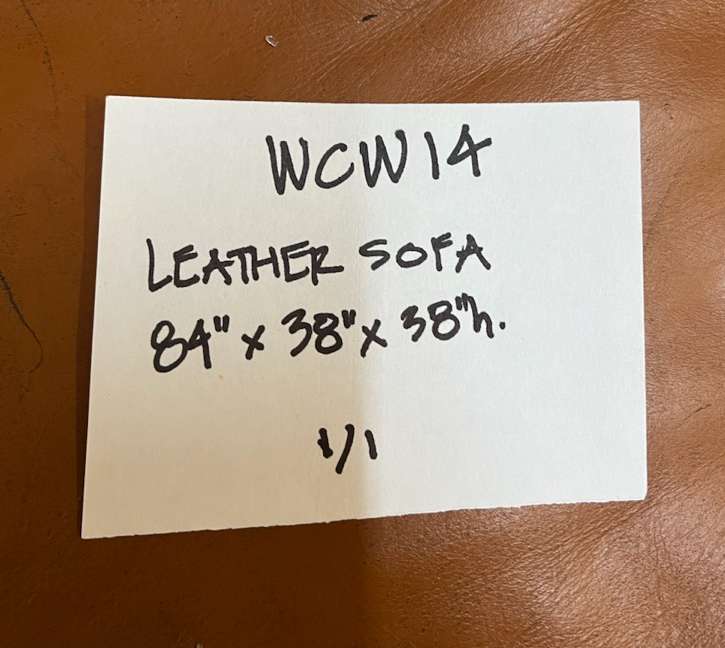 WCW14
LEATHER SOFA
84" x 38" x 38"h.
1/1